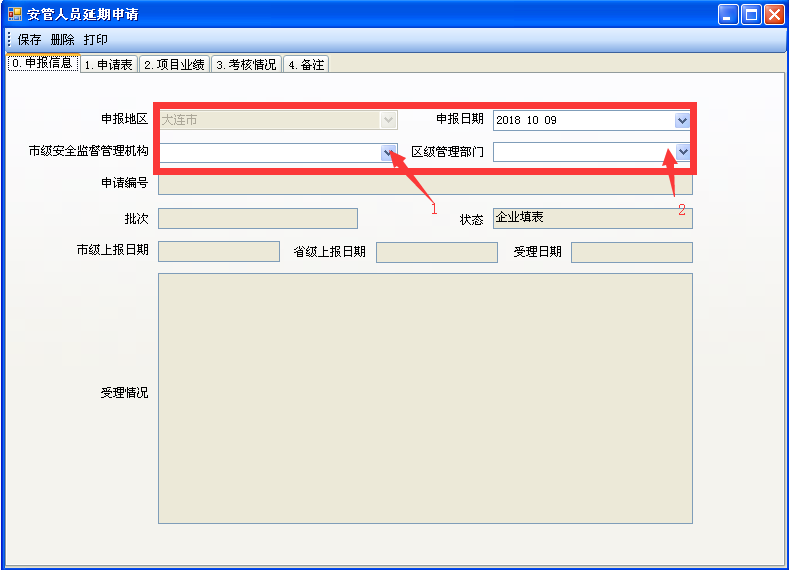 安管人员延期申请
保存 删除 打印
0.申报信息 1.申请表 2.项目业绩 3.考核情况 4.备注
申报地区 大连市 申报日期 2018 10 09
市级安全监督管理机构 区级管理部门
申请编号
1 2
批次 状态 企业填表
市级上报日期 省级上报日期 受理日期
受理情况